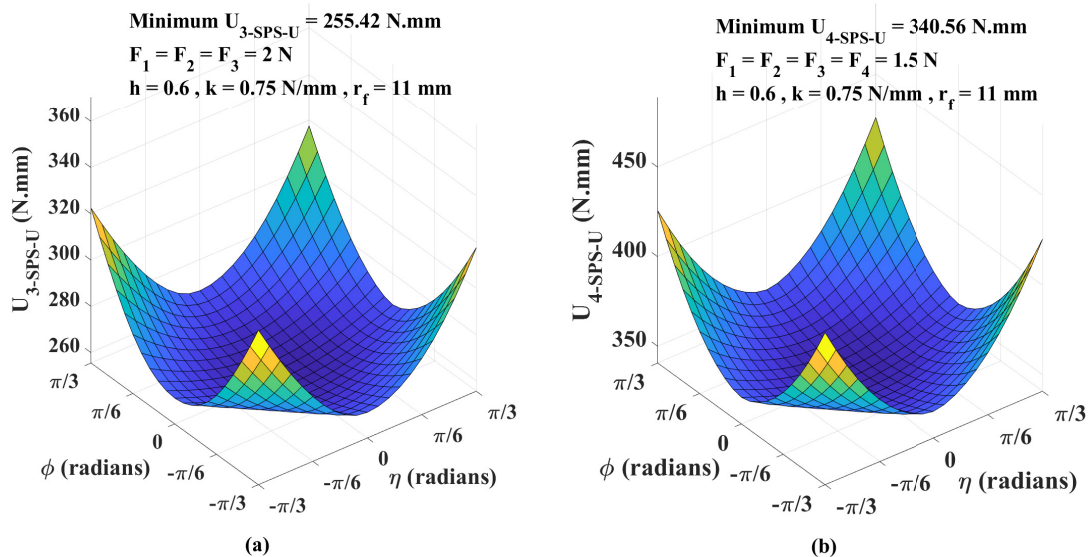 Minimum U3-SPS-U = 255.42 N.mm
F1 = F2 = F3 = 2 N
h = 0.6 , k = 0.75 N/mm , rf = 11 mm
360
340
320
300
280
260
U3-SPS-U (N.mm)
π/3
π/6
0
-π/6
-π/3
ϕ (radians)
-π/3
-π/6
0
π/6
π/3
η (radians)
(a)
Minimum U4-SPS-U = 340.56 N.mm
F1 = F2 = F3 = F4 = 1.5 N
h = 0.6 , k = 0.75 N/mm , rf = 11 mm
450
400
350
U4-SPS-U (N.mm)
π/3
π/6
0
-π/6
-π/3
ϕ (radians)
-π/3
-π/6
0
π/6
π/3
η (radians)
(b)